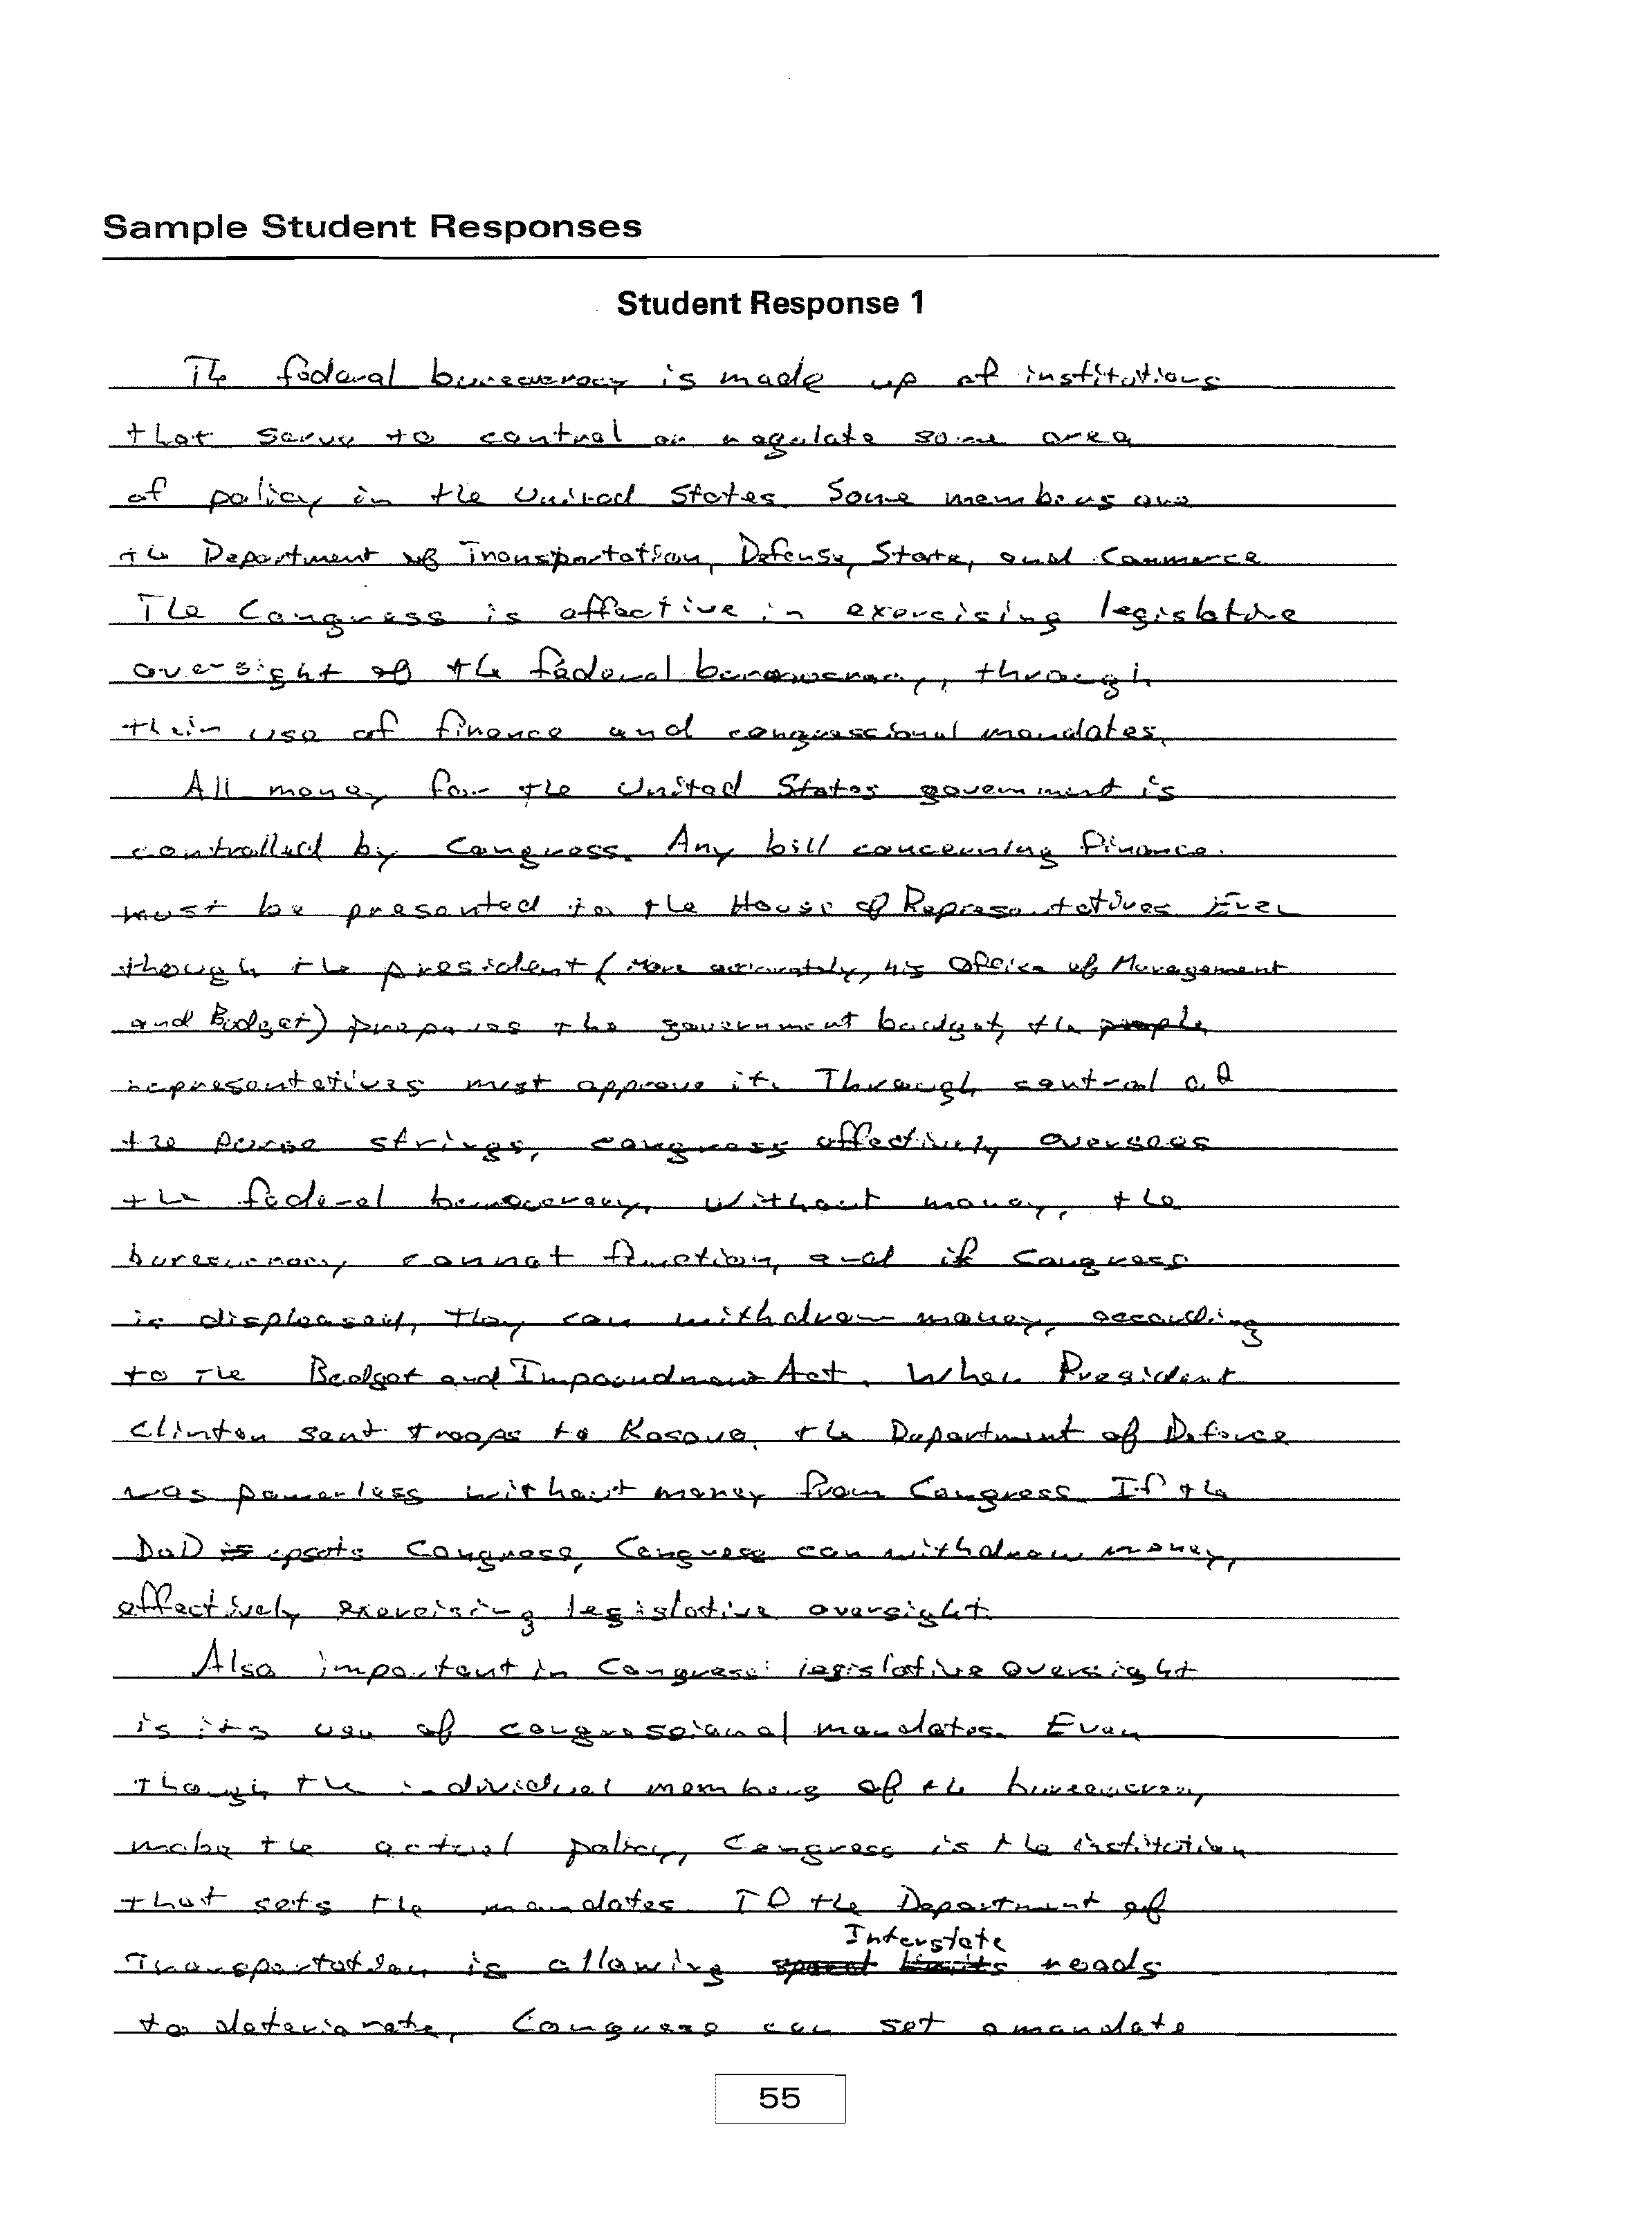 Sample Student Responses
Student Response 1
The federal bureaucracy is made up of institutions
that serve to control or regulate some area
of policy in the United States. Some members are
the Department of Transportation, Defense, State, and Commerce.
The Congress is effective in exercising legislative
oversight of the federal bureaucracy, through
their use of finance and congressional mandates.
All money for the United States government is
controlled by Congress. Any bill concerning finance
must be presented to the House of Representatives. Even
though the president (more accurately, his Office of Management
and Budget) prepares the government budget, the people
representatives must approve it. Through control of
the purse strings, congress effectively oversees
the federal bureaucracy. Without money, the
bureaucracy cannot function, and if Congress
is displeased, they can withdraw money, according
to the Budget and Impoundment Act. When President
Clinton sent troops to Kosovo, the Department of Defense
was powerless without money from Congress. If the
DoD is upsets Congress, Congress can withdraw money,
effectively exercising legislative oversight.
Also important in Congress' legislative oversight
is its use of congressional mandates. Even
though the individual members of the bureaucracy
make the actual policy, Congress is the institution
that sets the mandates. If the Department of
Interstate
Transportation is allowing speed limits roads
to deteriorate, Congress can set a mandate
55